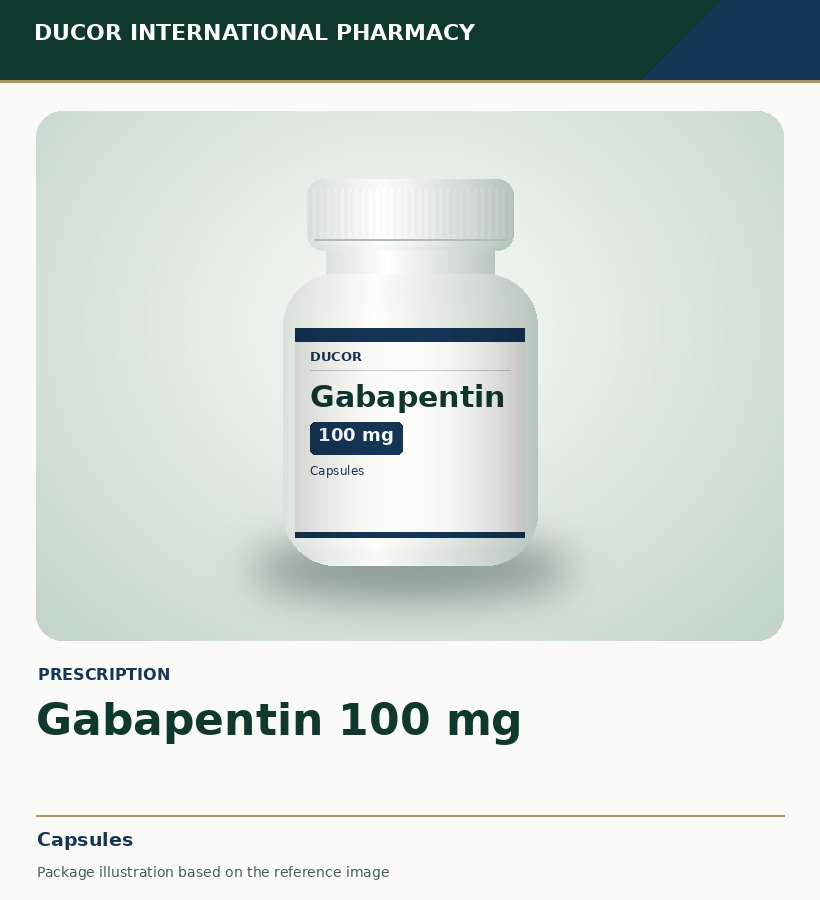 DUCOR INTERNATIONAL PHARMACY
DUCOR
Gabapentin
100 mg
Capsules
PRESCRIPTION
Gabapentin 100 mg
Capsules
Package illustration based on the reference image